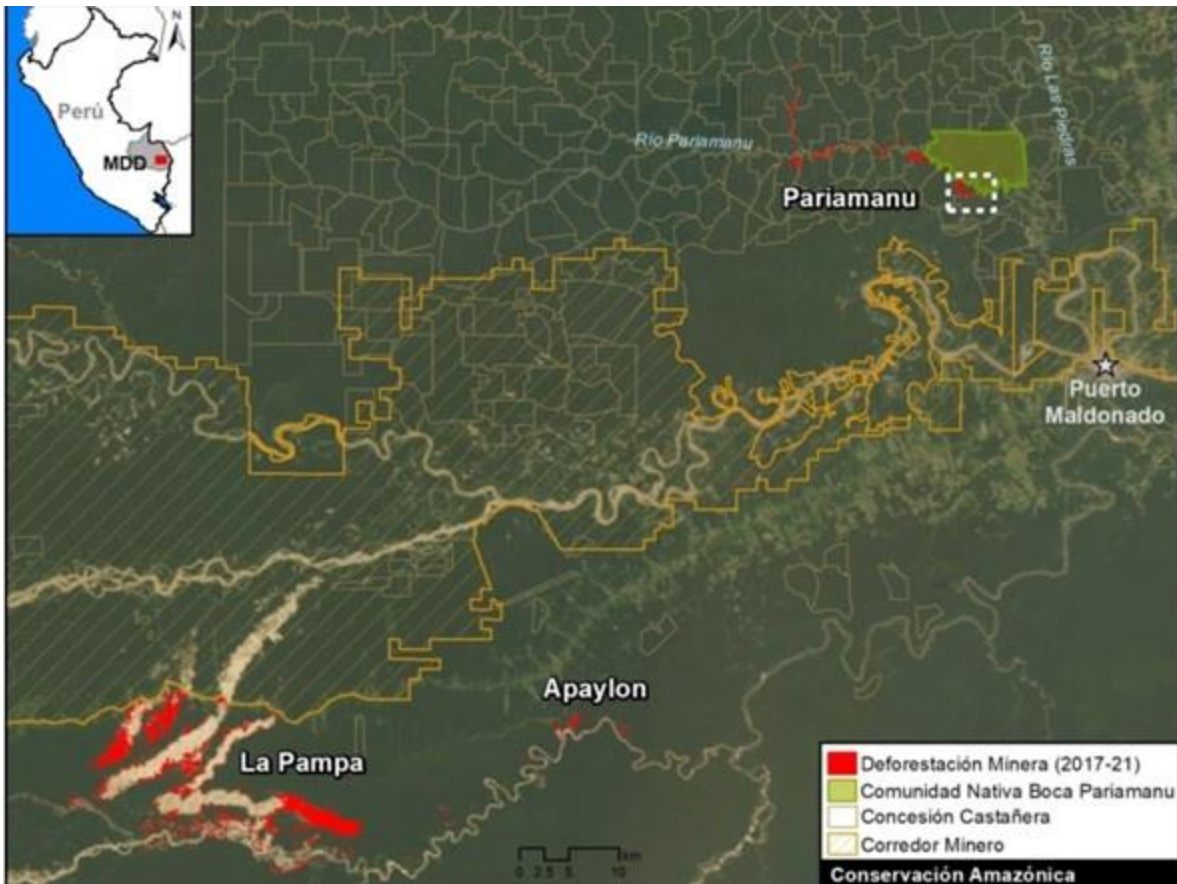 N
Perú
MDD
Río Pariamanu
Río Las Piedras
Pariamanu
Puerto
Maldonado
Apaylon
La Pampa
Deforestación Minera (2017-21)
Comunidad Nativa Boca Pariamanu
Concesión Castañera
Corredor Minero
km
0 2.5 5 10
Conservación Amazónica